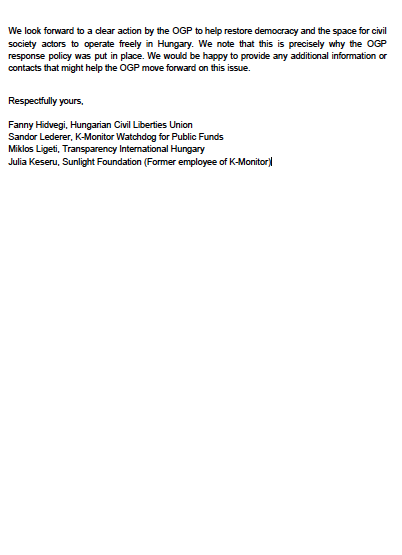 We look forward to a clear action by the OGP to help restore democracy and the space for civil
society actors to operate freely in Hungary. We note that this is precisely why the OGP
response policy was put in place. We would be happy to provide any additional information or
contacts that might help the OGP move forward on this issue.
Respectfully yours,
Fanny Hidvegi, Hungarian Civil Liberties Union
Sandor Lederer, K-Monitor Watchdog for Public Funds
Miklos Ligeti, Transparency International Hungary
Julia Keseru, Sunlight Foundation (Former employee of K-Monitor)